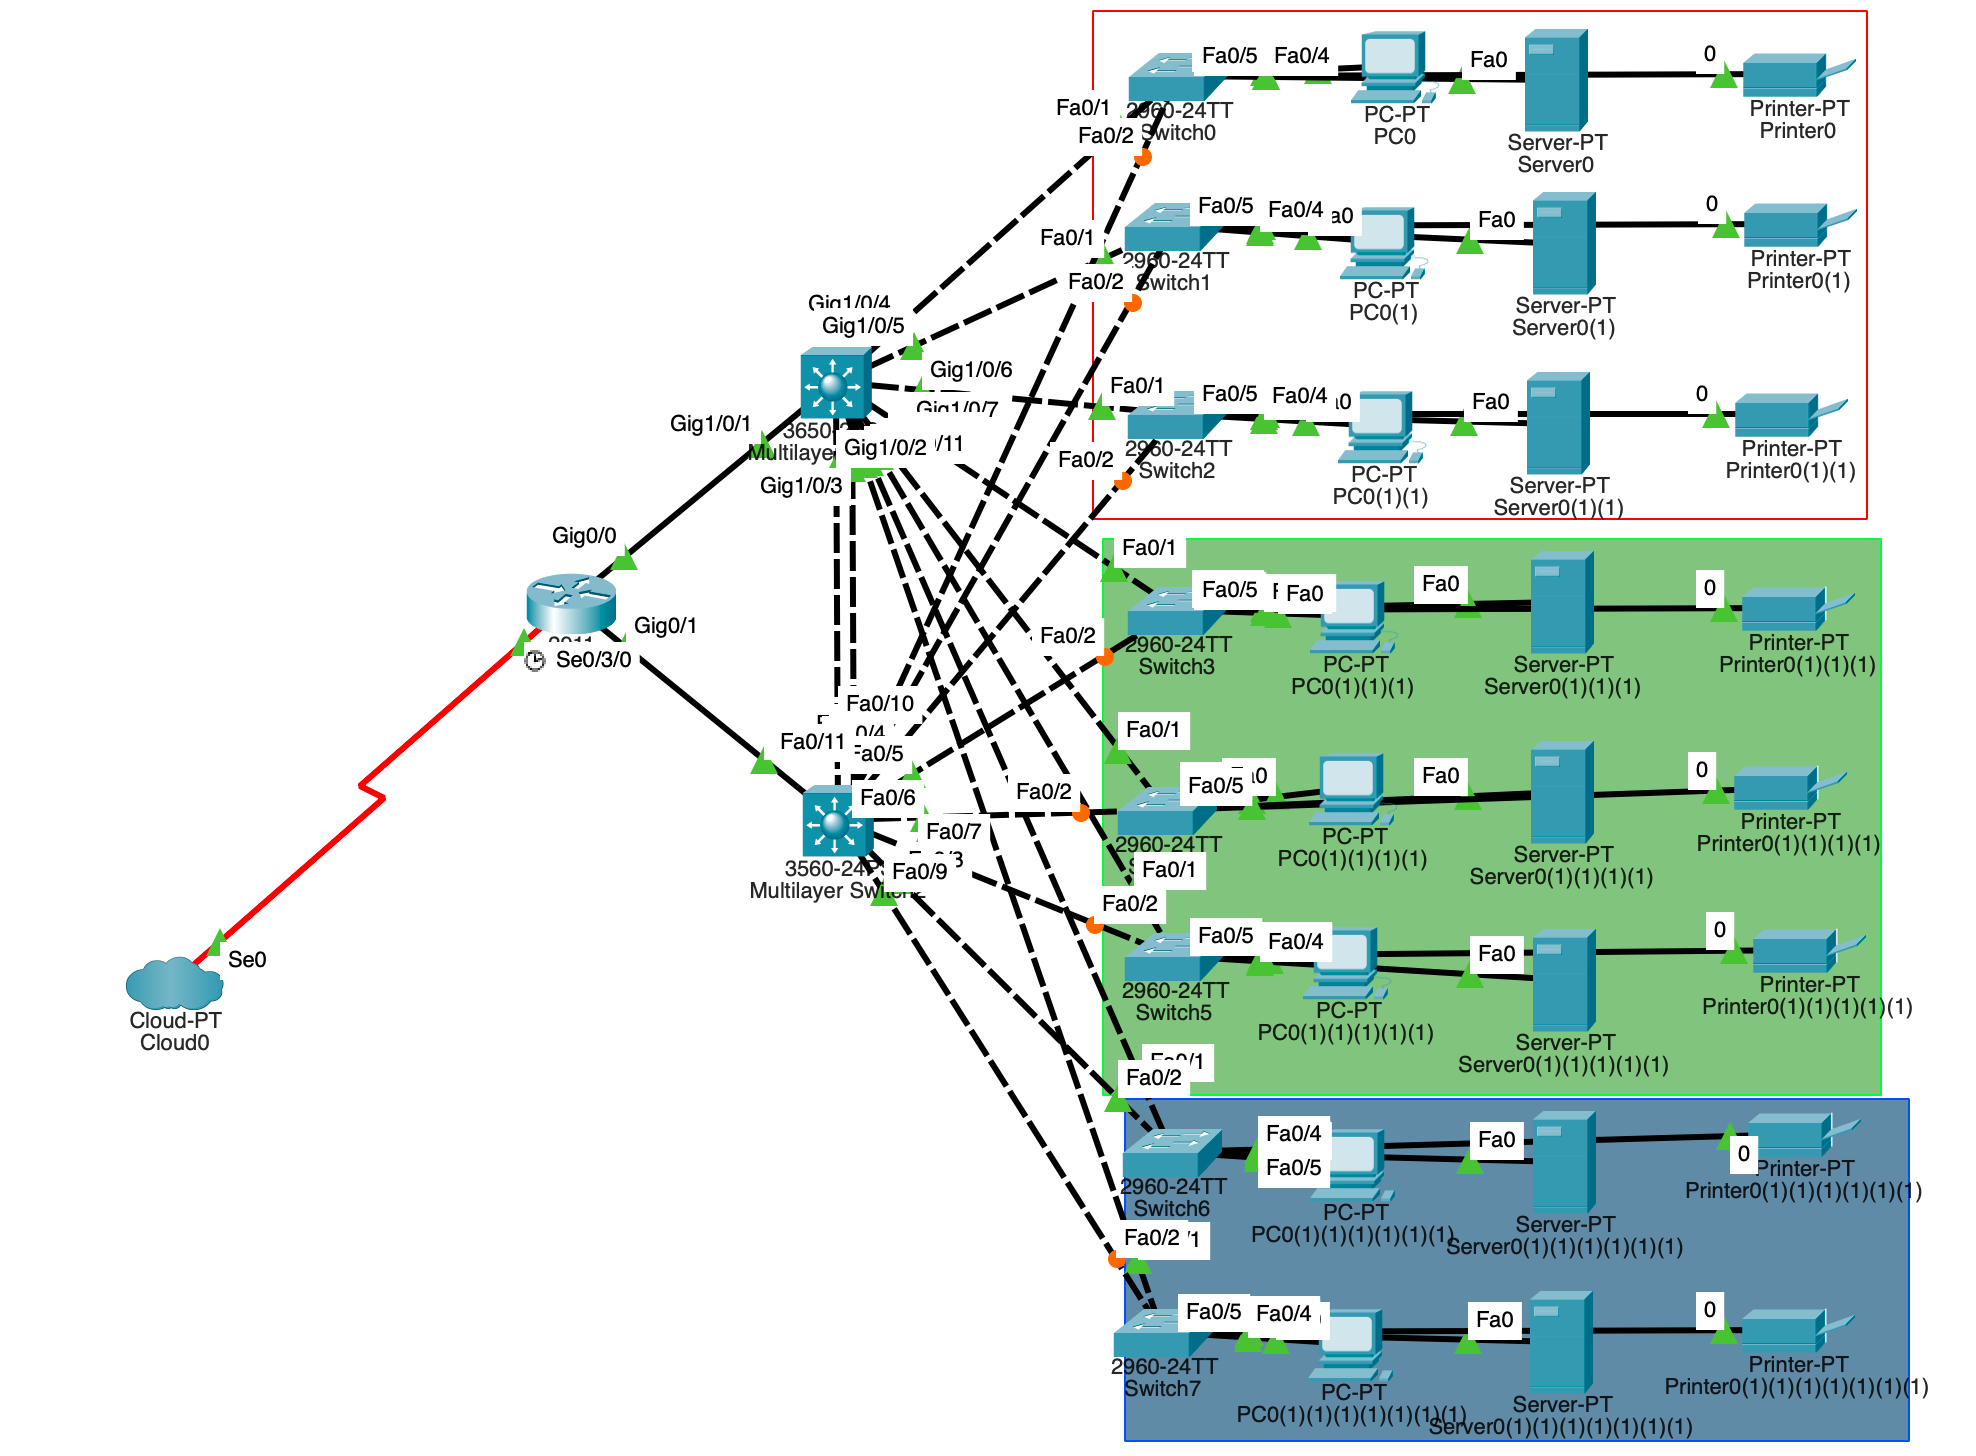 Fa0/5
Fa0/4
Fa0
0
Fa0/1
Fa0/2
2960-24TT
Switch0
PC-PT
PC0
Server-PT
Server0
Printer-PT
Printer0
Fa0/5
Fa0/4
Fa0
0
Fa0/1
Fa0/2
2960-24TT
Switch1
PC-PT
PC0(1)
Server-PT
Server0(1)
Printer-PT
Printer0(1)
Gig1/0/4
Gig1/0/5
Gig1/0/6
Gig1/0/7
Gig1/0/1
Gig1/0/2
/11
Gig1/0/3
3650-2
Multilaye
Fa0/1
Fa0/5
Fa0/4
Fa0
0
Fa0/2
2960-24TT
Switch2
PC-PT
PC0(1)(1)
Server-PT
Server0(1)(1)
Printer-PT
Printer0(1)(1)
Gig0/0
Gig0/1
Se0/3/0
Fa0/1
Fa0/5
Fa0
Fa0
0
Fa0/2
2960-24TT
Switch3
PC-PT
PC0(1)(1)(1)
Server-PT
Server0(1)(1)(1)
Printer-PT
Printer0(1)(1)(1)
Fa0/10
Fa0/11
0/4
Fa0/5
Fa0/6
Fa0/7
Fa0/9
3560-24P
Multilayer Switch2
Fa0/1
Fa0/5
Fa0
0
Fa0/2
2960-24TT
PC-PT
PC0(1)(1)(1)(1)
Server-PT
Server0(1)(1)(1)(1)
Printer-PT
Printer0(1)(1)(1)(1)
Fa0/1
Fa0/2
Fa0/5
Fa0/4
Fa0
0
2960-24TT
Switch5
PC-PT
PC0(1)(1)(1)(1)(1)
Server-PT
Server0(1)(1)(1)(1)(1)
Printer-PT
Printer0(1)(1)(1)(1)(1)
Se0
Cloud-PT
Cloud0
Fa0/1
Fa0/2
Fa0/4
Fa0/5
Fa0
0
2960-24TT
Switch6
PC-PT
PC0(1)(1)(1)(1)(1)(1)
Server-PT
Server0(1)(1)(1)(1)(1)(1)
Printer-PT
Printer0(1)(1)(1)(1)(1)(1)
Fa0/2
/1
Fa0/5
Fa0/4
Fa0
0
2960-24TT
Switch7
PC-PT
PC0(1)(1)(1)(1)(1)(1)(1)
Server-PT
Server0(1)(1)(1)(1)(1)(1)(1)
Printer-PT
Printer0(1)(1)(1)(1)(1)(1)(1)